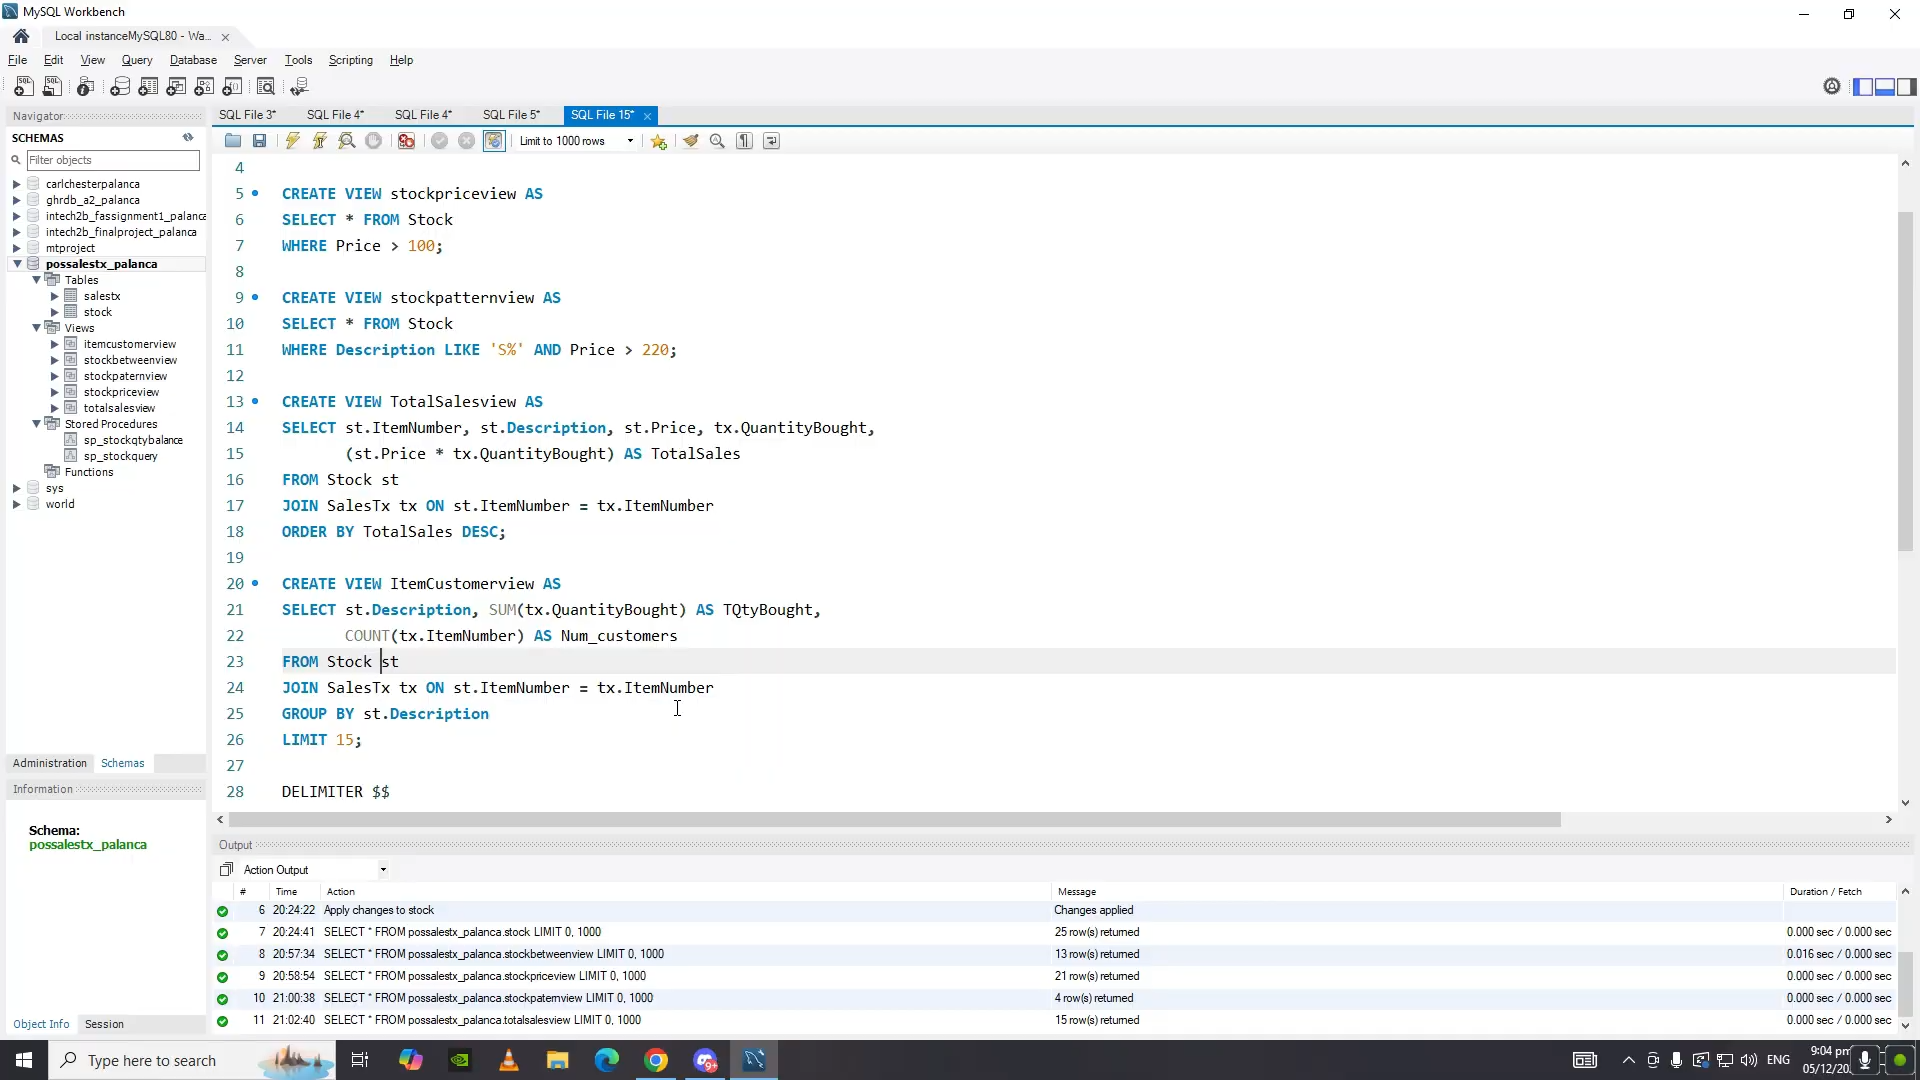 MySQL Workbench
Local instanceMySQL80 - Wa...
File Edit View Query Database Server Tools Scripting Help
Navigator
SCHEMAS
Filter objects
carlchesterpalanca
ghrdb_a2_palanca
intech2b_fassignment1_palanca
intech2b_finalproject_palanca
mtproject
possalestx_palanca
Tables
salestx
stock
Views
itemcustomerview
stockbetweenview
stockpaternview
stockpriceview
totalsalesview
Stored Procedures
sp_stockqtybalance
sp_stockquery
Functions
sys
world
Administration Schemas
Information
Schema:
possalestx_palanca
Object Info Session
SQL File 3* SQL File 4* SQL File 4* SQL File 5* SQL File 15*
Limit to 1000 rows
4
5 CREATE VIEW stockpriceview AS
6 SELECT * FROM Stock
7 WHERE Price > 100;
8
9 CREATE VIEW stockpatternview AS
10 SELECT * FROM Stock
11 WHERE Description LIKE 'S%' AND Price > 220;
12
13 CREATE VIEW TotalSalesview AS
14 SELECT st.ItemNumber, st.Description, st.Price, tx.QuantityBought,
15 (st.Price * tx.QuantityBought) AS TotalSales
16 FROM Stock st
17 JOIN SalesTx tx ON st.ItemNumber = tx.ItemNumber
18 ORDER BY TotalSales DESC;
19
20 CREATE VIEW ItemCustomerview AS
21 SELECT st.Description, SUM(tx.QuantityBought) AS TQtyBought,
22 COUNT(tx.ItemNumber) AS Num_customers
23 FROM Stock st
24 JOIN SalesTx tx ON st.ItemNumber = tx.ItemNumber
25 GROUP BY st.Description
26 LIMIT 15;
27
28 DELIMITER $$
Output
Action Output
# Time Action Message Duration / Fetch
6 20:24:22 Apply changes to stock Changes applied
7 20:24:41 SELECT * FROM possalestx_palanca.stock LIMIT 0, 1000 25 row(s) returned 0.000 sec / 0.000 sec
8 20:57:34 SELECT * FROM possalestx_palanca.stockbetweenview LIMIT 0, 1000 13 row(s) returned 0.016 sec / 0.000 sec
9 20:58:54 SELECT * FROM possalestx_palanca.stockpriceview LIMIT 0, 1000 21 row(s) returned 0.000 sec / 0.000 sec
10 21:00:38 SELECT * FROM possalestx_palanca.stockpaternview LIMIT 0, 1000 4 row(s) returned 0.000 sec / 0.000 sec
11 21:02:40 SELECT * FROM possalestx_palanca.totalsalesview LIMIT 0, 1000 15 row(s) returned 0.000 sec / 0.000 sec
Type here to search
ENG
9:04 pm
05/12/20